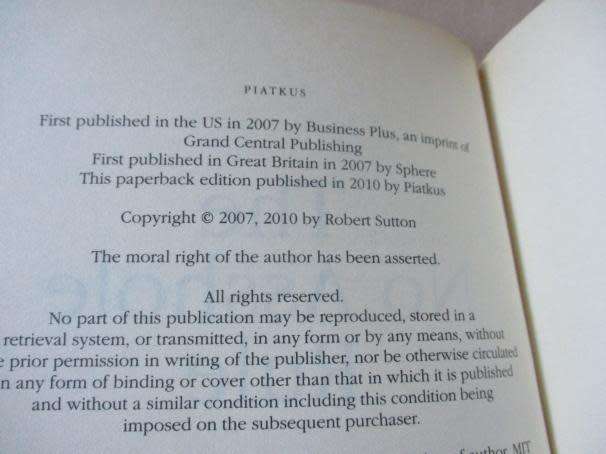 PIATKUS
First published in the US in 2007 by Business Plus, an imprint of
Grand Central Publishing
First published in Great Britain in 2007 by Sphere
This paperback edition published in 2010 by Piatkus
Copyright © 2007, 2010 by Robert Sutton
The moral right of the author has been asserted.
All rights reserved.
No part of this publication may be reproduced, stored in a
retrieval system, or transmitted, in any form or by any means, without
prior permission in writing of the publisher, nor be otherwise circulated
in any form of binding or cover other than that in which it is published
and without a similar condition including this condition being
imposed on the subsequent purchaser.
of author MIT